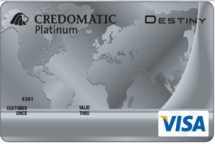 CREDOMATIC DESTINY
Platinum
4301
CUSTOMER SINCE VALID THRU
VISA